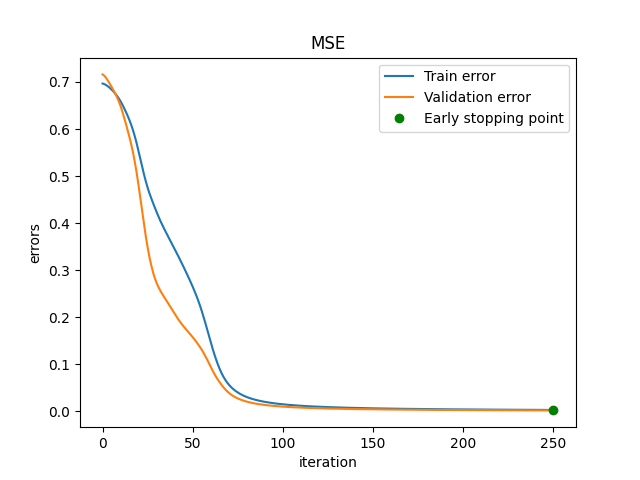 MSE
Train error
Validation error
Early stopping point
errors
0.7
0.6
0.5
0.4
0.3
0.2
0.1
0.0
0 50 100 150 200 250
iteration